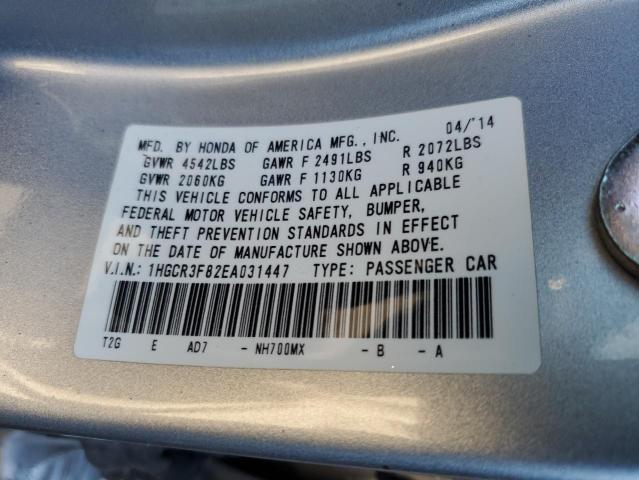 MFD. BY HONDA OF AMERICA MFG., INC. 04/'14
GVWR 4542LBS GAWR F 2491LBS R 2072LBS
GVWR 2060KG GAWR F 1130KG R 940KG
THIS VEHICLE CONFORMS TO ALL APPLICABLE
FEDERAL MOTOR VEHICLE SAFETY, BUMPER,
AND THEFT PREVENTION STANDARDS IN EFFECT
ON THE DATE OF MANUFACTURE SHOWN ABOVE.
V.I.N.: 1HGCR3F82EA031447 TYPE: PASSENGER CAR
T2G E AD7 - NH700MX - B - A